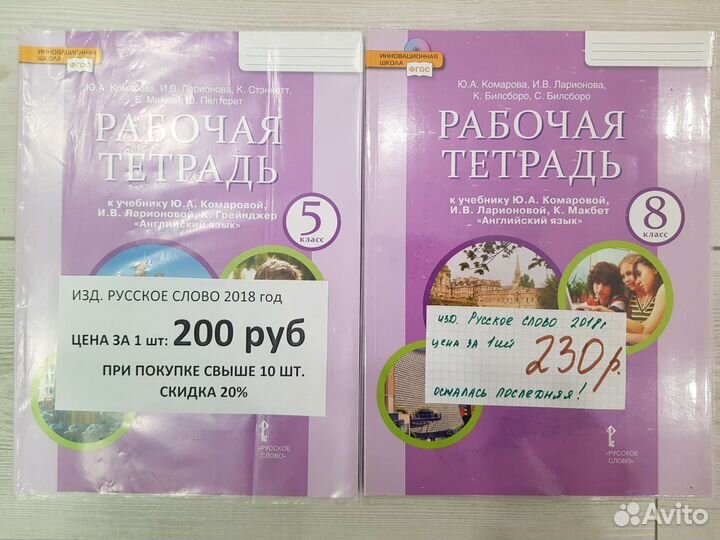 ИННОВАЦИОННАЯ
ШКОЛА
ФГОС
Ю.А. Комарова, И.В. Ларионова, К. Стэннетт,
Б. Маккей, Ш. Пелтерет
РАБОЧАЯ
ТЕТРАДЬ
к учебнику Ю.А. Комаровой,
И.В. Ларионовой, К. Грейнджер
«Английский язык»
5
класс
ИЗД. РУССКОЕ СЛОВО 2018 год
ЦЕНА ЗА 1 шт: 200 руб
ПРИ ПОКУПКЕ СВЫШЕ 10 ШТ.
СКИДКА 20%
«РУССКОЕ
СЛОВО»
ИННОВАЦИОННАЯ
ШКОЛА
ФГОС
Ю.А. Комарова, И.В. Ларионова,
К. Билсборо, С. Билсборо
РАБОЧАЯ
ТЕТРАДЬ
к учебнику Ю.А. Комаровой,
И.В. Ларионовой, К. Макбет
«Английский язык»
8
класс
изд. Русское слово 2018г
цена за 1шй 230р.
осталась последняя!
«РУССКОЕ
СЛОВО»
Avito